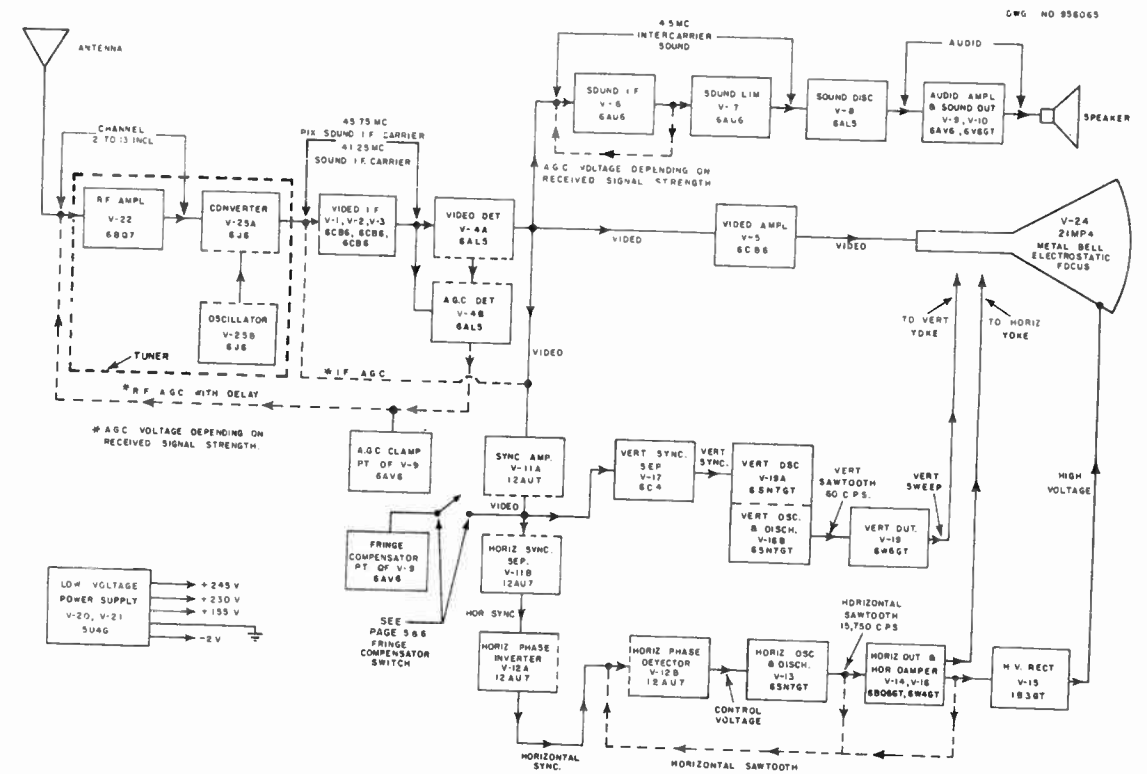 DWG NO 958065
4.5 MC
INTERCARRIER
SOUND
AUDIO
ANTENNA
SOUND I F
V-6
6AU6
SOUND LIM
V-7
6AU6
SOUND DISC
V-8
6AL5
AUDIO AMPL
& SOUND OUT
V-9, V-10
6AV6, 6V6GT
SPEAKER
CHANNEL
2 TO 13 INCL
45.75 MC
PIX SOUND I.F. CARRIER
41.25 MC
SOUND I F. CARRIER
A.G.C VOLTAGE DEPENDING ON
RECEIVED SIGNAL STRENGTH
R.F AMPL
V-22
6BQ7
CONVERTER
V-25A
6J6
VIDEO I F
V-1, V-2, V-3
6CB6, 6CB6,
6CB6
VIDEO DET
V-4A
6AL5
VIDEO
VIDEO AMPL
V-5
6CB6
VIDEO
V-24
21MP4
METAL BELL
ELECTROSTATIC
FOCUS
A.G.C DET
V-4B
6AL5
OSCILLATOR
V-25B
6J6
TUNER
TO VERT
YOKE
TO HORIZ
YOKE
VIDEO
* I F. AGC
*R.F AGC WITH DELAY
* A.G.C VOLTAGE DEPENDING ON
RECEIVED SIGNAL STRENGTH.
A.G.C CLAMP
PT OF V-9
6AV6
SYNC AMP.
V-11A
12AU7
VERT SYNC.
SEP
V-17
6C4
VERT
SYNC.
VERT OSC
V-19A
6SN7GT
VERT OSC.
& DISCH.
V-16B
6SN7GT
VERT
SAWTOOTH
60 C P S.
VERT
SWEEP
HIGH
VOLTAGE
VERT OUT.
V-19
6W6GT
VIDEO
FRINGE
COMPENSATOR
PT OF V-9
6AV6
HORIZ SYNC.
SEP.
V-11B
12AU7
LOW VOLTAGE
POWER SUPPLY
V-20, V-21
5U4G
+245 V
+230 V
+155 V
-2V
SEE
PAGE 566
FRINGE
COMPENSATOR
SWITCH
HOR SYNC
HORIZ PHASE
INVERTER
V-12A
12AU7
HORIZ PHASE
DETECTOR
V-12B
12AU7
HORIZ OSC
& DISCH.
V-13
6SN7GT
HORIZONTAL
SAWTOOTH
15,750 C P S
HORIZ OUT &
HOR DAMPER
V-14, V-16
6BQ6GT, 6W4GT
H.V. RECT
V-15
1B3GT
CONTROL
VOLTAGE
HORIZONTAL
SYNC.
HORIZONTAL SAWTOOTH